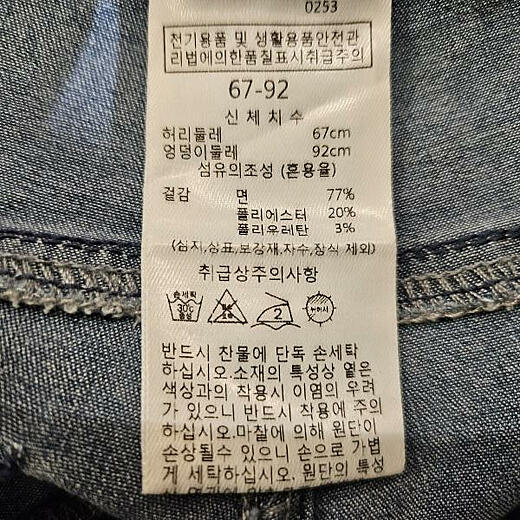 0253
전기용품 및 생활용품안전관
리법에의한품질표시취급주의
67-92
신체치수
허리둘레 67cm
엉덩이둘레 92cm
섬유의조성 (혼용율)
겉감 면 77%
폴리에스터 20%
폴리우레탄 3%
(심지,상표,보강재,자수,장식 제외)
취급상주의사항
손세탁
30℃
중성
2
반드시 찬물에 단독 손세탁
하십시오.소재의 특성상 옅은
색상과의 착용시 이염의 우려
가 있으니 반드시 착용에 주의
하십시오.마찰에 의해 원단이
손상될수 있으니 손으로 가볍
게 세탁하십시오. 원단의 특성